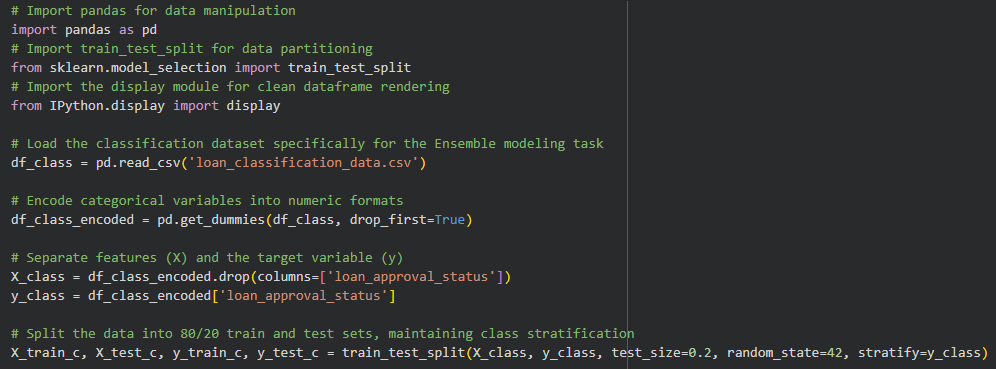 # Import pandas for data manipulation
import pandas as pd
# Import train_test_split for data partitioning
from sklearn.model_selection import train_test_split
# Import the display module for clean dataframe rendering
from IPython.display import display

# Load the classification dataset specifically for the Ensemble modeling task
df_class = pd.read_csv('loan_classification_data.csv')

# Encode categorical variables into numeric formats
df_class_encoded = pd.get_dummies(df_class, drop_first=True)

# Separate features (X) and the target variable (y)
X_class = df_class_encoded.drop(columns=['loan_approval_status'])
y_class = df_class_encoded['loan_approval_status']

# Split the data into 80/20 train and test sets, maintaining class stratification
X_train_c, X_test_c, y_train_c, y_test_c = train_test_split(X_class, y_class, test_size=0.2, random_state=42, stratify=y_class)